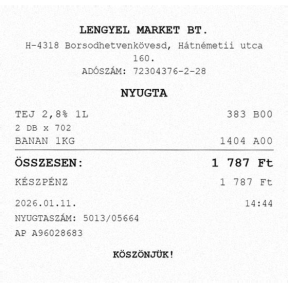 LENGYEL MARKET BT.
H-4318 Borsodhetvenkövesd, Hátnémetii utca
160.
ADÓSZÁM: 72304376-2-28
NYUGTA
TEJ 2,8% 1L 383 B00
2 DB x 702
BANAN 1KG 1404 A00
ÖSSZESEN: 1 787 Ft
KÉSZPÉNZ 1 787 Ft
2026.01.11. 14:44
NYUGTASZÁM: 5013/05664
AP A96028683
KÖSZÖNJÜK!